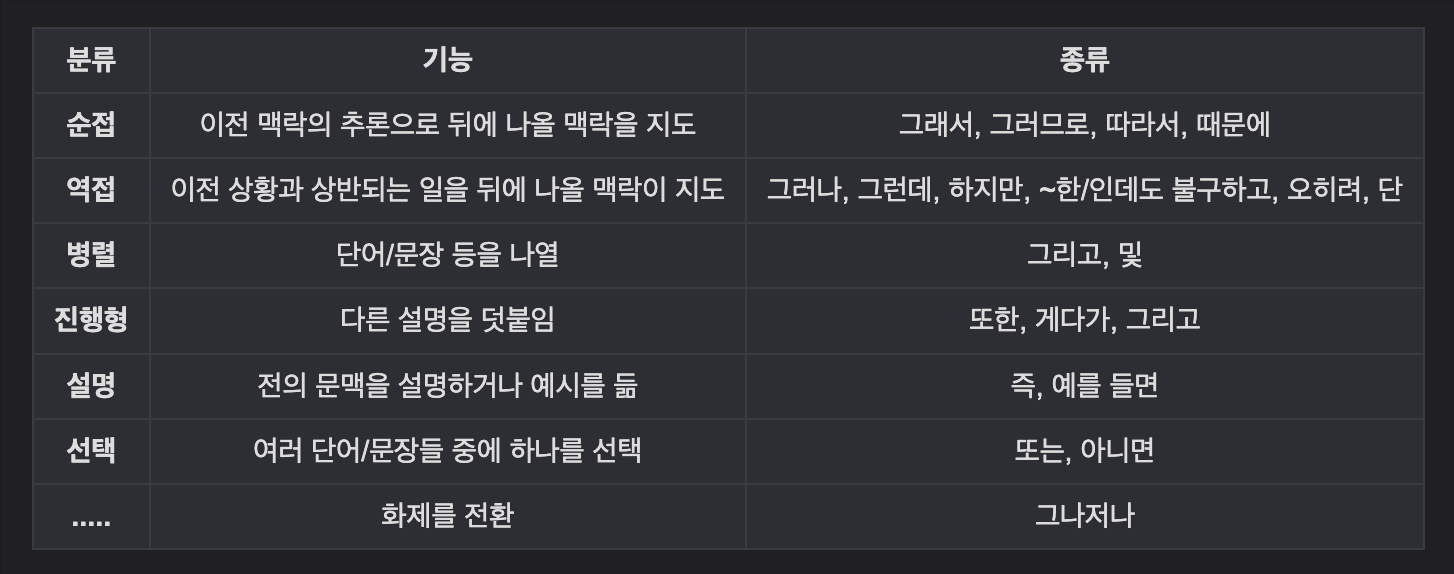 분류 기능 종류
순접 이전 맥락의 추론으로 뒤에 나올 맥락을 지도 그래서, 그러므로, 따라서, 때문에
역접 이전 상황과 상반되는 일을 뒤에 나올 맥락이 지도 그러나, 그런데, 하지만, ~한/인데도 불구하고, 오히려, 단
병렬 단어/문장 등을 나열 그리고, 및
진행형 다른 설명을 덧붙임 또한, 게다가, 그리고
설명 전의 문맥을 설명하거나 예시를 듦 즉, 예를 들면
선택 여러 단어/문장들 중에 하나를 선택 또는, 아니면
..... 화제를 전환 그나저나